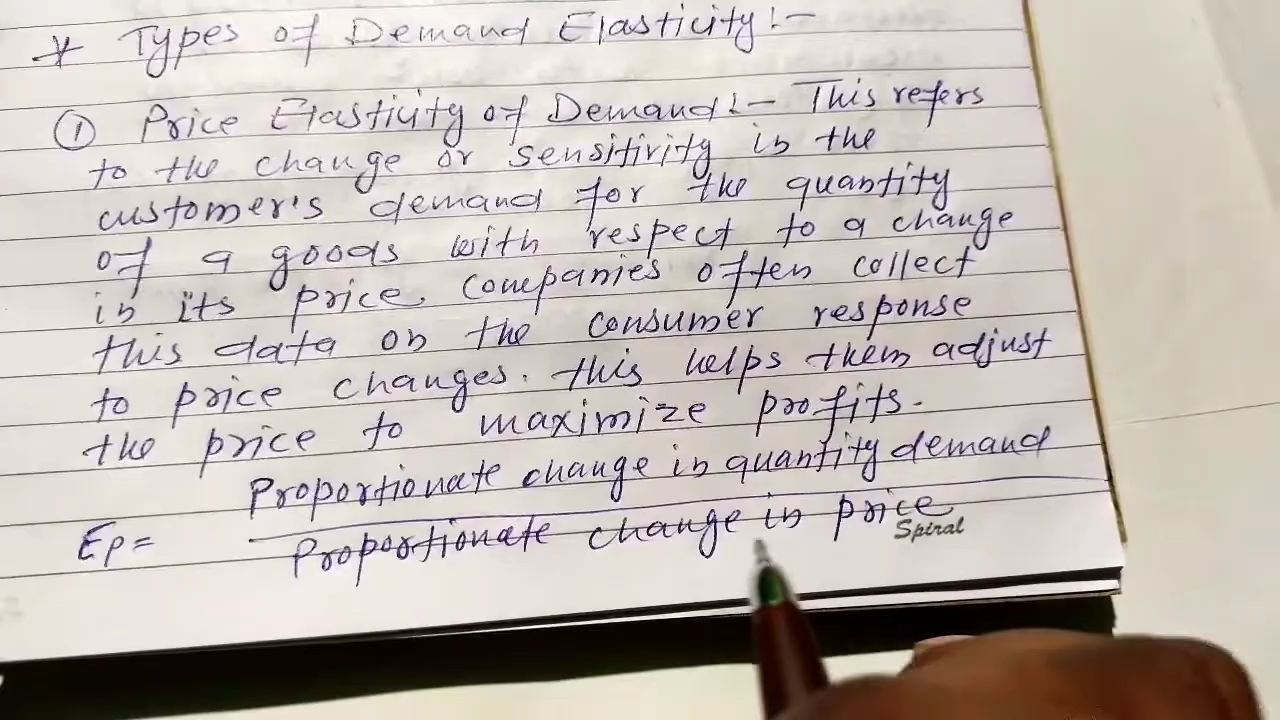 * Types of Demand Elasticity:-
① Price Elasticity of Demand:- This refers
to the change or sensitivity in the
customer's demand for the quantity
of a goods with respect to a change
in its price. Companies often collect
this data on the consumer response
to price changes. This helps them adjust
the price to maximize profits.
Proportionate change in quantity demand
Ep=
Proportionate change in price
Spiral